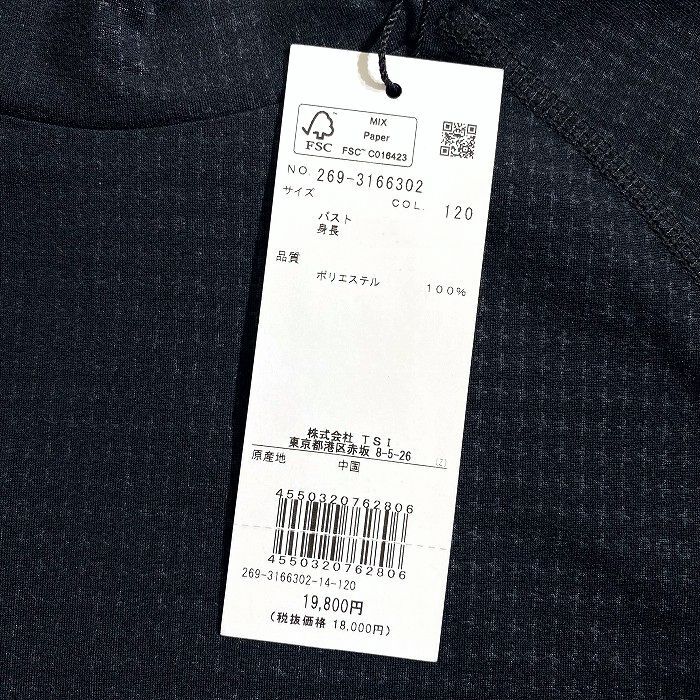 MIX
Paper
FSC™ C016423
FSC
NO. 269-3166302
サイズ COL. 120
バスト
身長
品質
ポリエステル 100%
株式会社 TSI
東京都港区赤坂 8-5-26 (Z)
原産地 中国
4550320762806
4550320762806
269-3166302-14-120
19,800円
(税抜価格 18,000円)